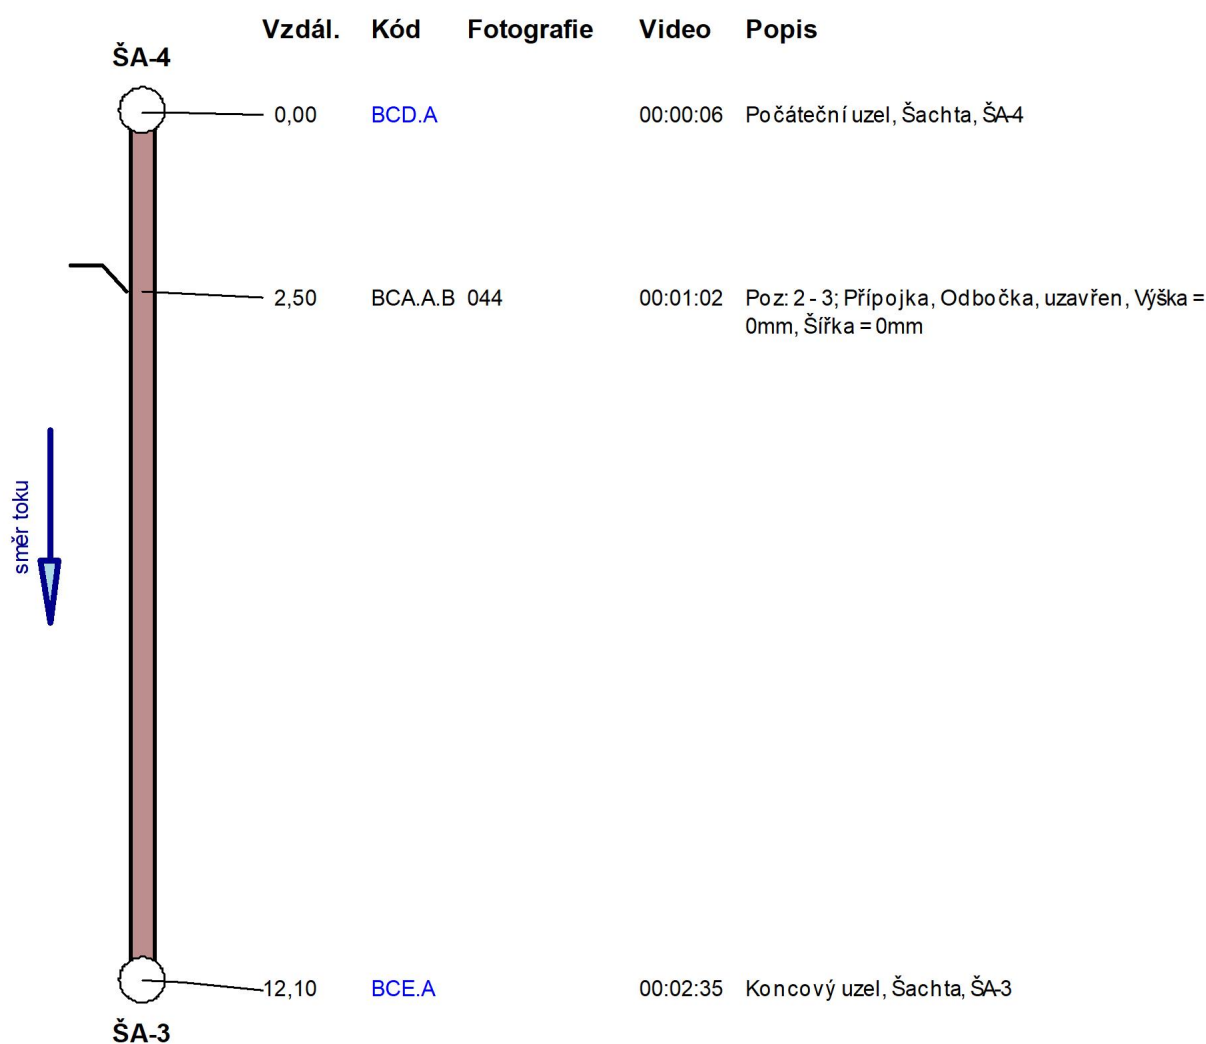 Vzdál. Kód Fotografie Video Popis
ŠA-4
0,00 BCD.A 00:00:06 Počáteční uzel, Šachta, ŠA-4
2,50 BCA.A.B 044 00:01:02 Poz: 2 - 3; Přípojka, Odbočka, uzavřen, Výška =
0mm, Šířka = 0mm
směr toku
12,10 BCE.A 00:02:35 Koncový uzel, Šachta, ŠA-3
ŠA-3